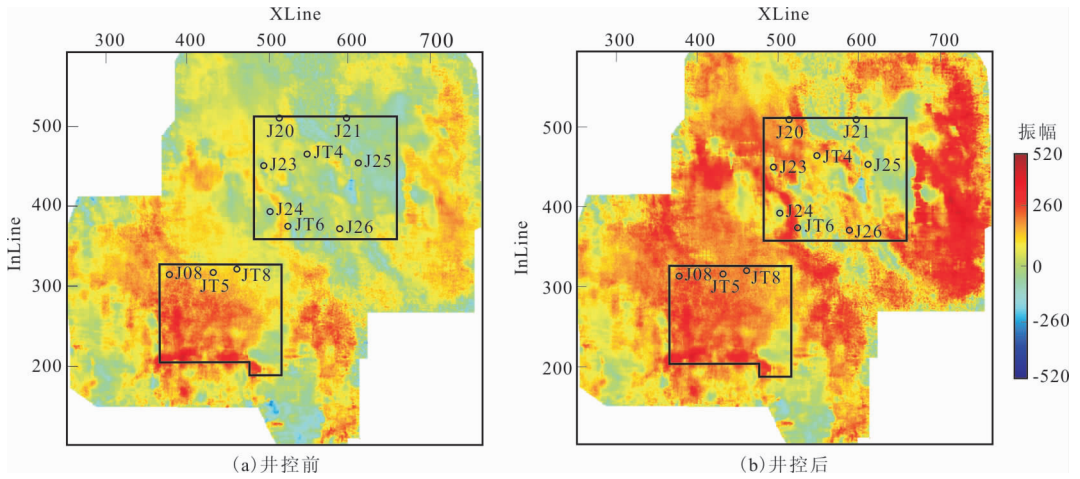 XLine
300 400 500 600 700
InLine
500
400
300
200
J20
J21
J23
JT4
J25
J24
JT6
J26
J08
JT5
JT8
(a)井控前
XLine
300 400 500 600 700
InLine
500
400
300
200
J20
J21
J23
JT4
J25
J24
JT6
J26
J08
JT5
JT8
(b)井控后
振幅
520
260
0
-260
-520